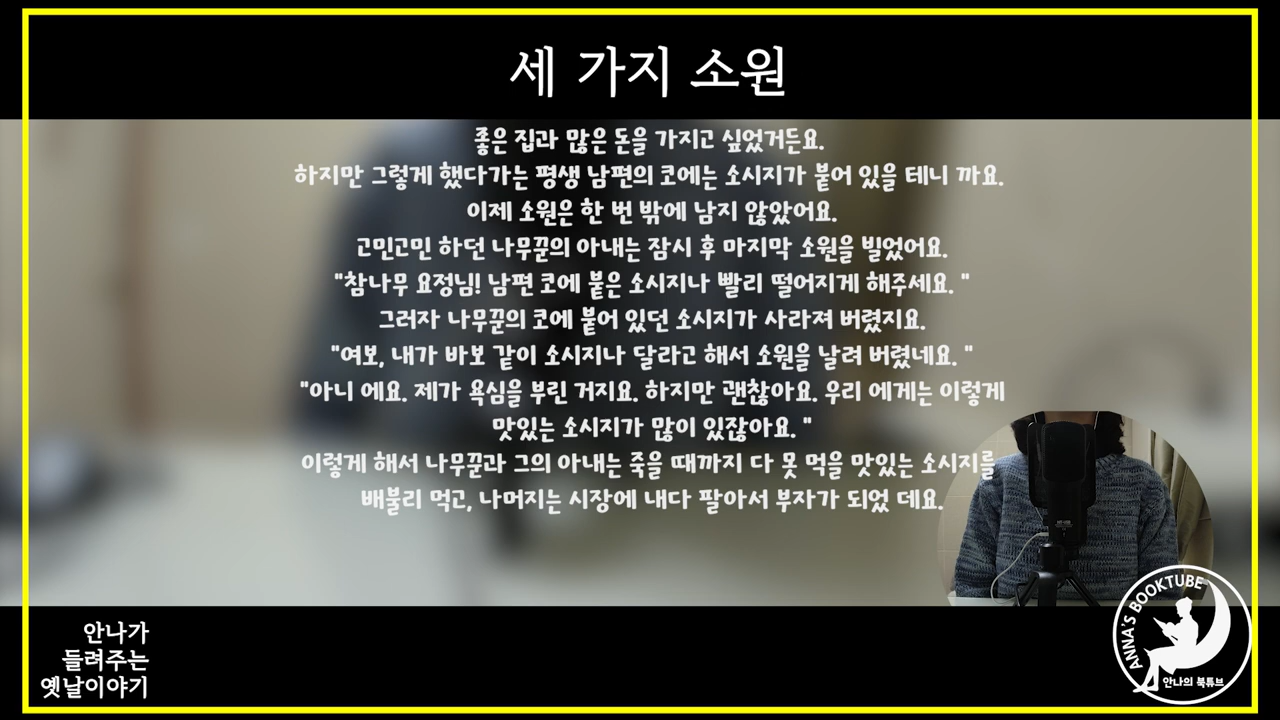 세 가지 소원
좋은 집과 많은 돈을 가지고 싶었거든요.
하지만 그렇게 했다가는 평생 남편의 코에는 소시지가 붙어 있을 테니 까요.
이제 소원은 한 번 밖에 남지 않았어요.
고민고민 하던 나무꾼의 아내는 잠시 후 마지막 소원을 빌었어요.
"참나무 요정님! 남편 코에 붙은 소시지나 빨리 떨어지게 해주세요. "
그러자 나무꾼의 코에 붙어 있던 소시지가 사라져 버렸지요.
"여보, 내가 바보 같이 소시지나 달라고 해서 소원을 날려 버렸네요. "
"아니 에요. 제가 욕심을 부린 거지요. 하지만 괜찮아요. 우리 에게는 이렇게
맛있는 소시지가 많이 있잖아요. "
이렇게 해서 나무꾼과 그의 아내는 죽을 때까지 다 못 먹을 맛있는 소시지를
배불리 먹고, 나머지는 시장에 내다 팔아서 부자가 되었 데요.
안나가
들려주는
옛날이야기
ANNA'S BOOKTUBE
안나의 북튜브